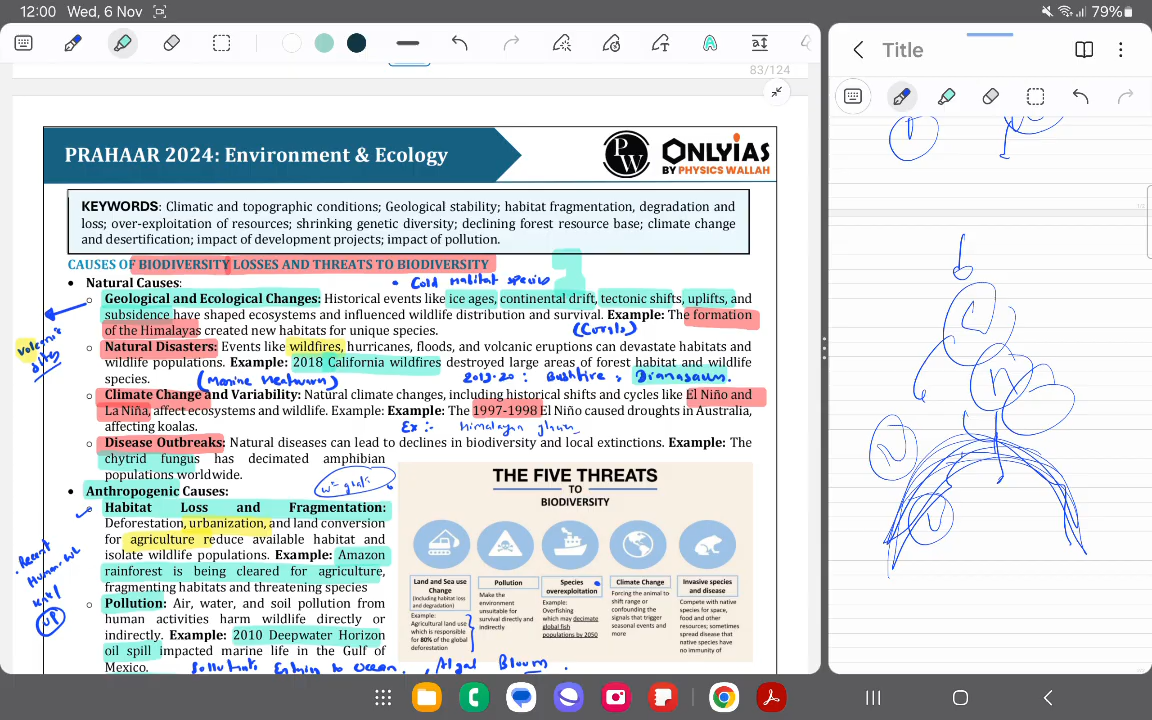 12:00 Wed, 6 Nov
79%
83/124
Title
PRAHAAR 2024: Environment & Ecology
PW
ONLYIAS
BY PHYSICS WALLAH
KEYWORDS: Climatic and topographic conditions; Geological stability; habitat fragmentation, degradation and
loss; over-exploitation of resources; shrinking genetic diversity; declining forest resource base; climate change
and desertification; impact of development projects; impact of pollution.
CAUSES OF BIODIVERSITY LOSSES AND THREATS TO BIODIVERSITY
• Natural Causes:
• Cold Habitat species
○ Geological and Ecological Changes: Historical events like ice ages, continental drift, tectonic shifts, uplifts, and
subsidence have shaped ecosystems and influenced wildlife distribution and survival. Example: The formation
of the Himalayas created new habitats for unique species.
(Corals)
○ Natural Disasters: Events like wildfires, hurricanes, floods, and volcanic eruptions can devastate habitats and
wildlife populations. Example: 2018 California wildfires destroyed large areas of forest habitat and wildlife
species.
(Marine Heatwave)
2019-20: Bushfire
○ Climate Change and Variability: Natural climate changes, including historical shifts and cycles like El Niño and
La Niña, affect ecosystems and wildlife. Example: Example: The 1997-1998 El Niño caused droughts in Australia,
affecting koalas.
Ex :- Himalayan
○ Disease Outbreaks: Natural diseases can lead to declines in biodiversity and local extinctions. Example: The
chytrid fungus has decimated amphibian
populations worldwide.
• Anthropogenic Causes:
○ Habitat Loss and Fragmentation:
Deforestation, urbanization, and land conversion
for agriculture reduce available habitat and
isolate wildlife populations. Example: Amazon
rainforest is being cleared for agriculture,
fragmenting habitats and threatening species
Recent
Human-WL
UP
○ Pollution: Air, water, and soil pollution from
human activities harm wildlife directly or
indirectly. Example: 2010 Deepwater Horizon
oil spill impacted marine life in the Gulf of
Mexico.
Pollutants Entering to Ocean, Algal Bloom.
THE FIVE THREATS
TO
BIODIVERSITY
Land and Sea use
Change
(including habitat loss
and degradation)
Example:
Agricultural land use
which is responsible
for 80% of the global
deforestation
Pollution
Make the
environment
unsuitable for
survival directly and
indirectly
Species
overexploitation
Example:
Overfishing
which may decimate
global fish
populations by 2050
Climate Change
Forcing the animal to
shift range or
confounding the
signals that trigger
seasonal events and
more
Invasive species
and disease
Compete with native
species for space,
food and other
resources; sometimes
spread disease that
native species have
no immunity of